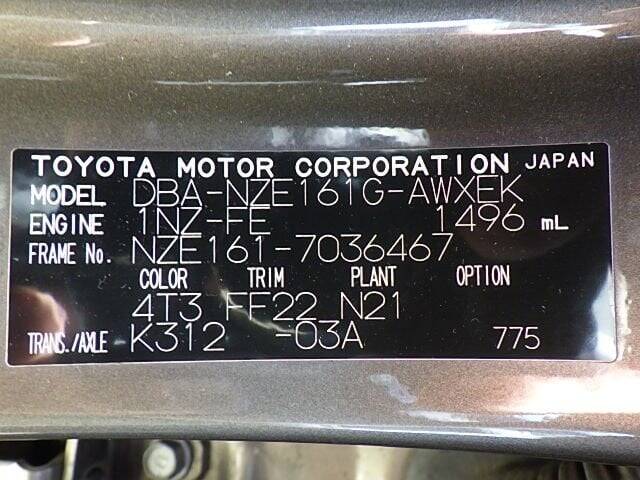 TOYOTA MOTOR CORPORATION JAPAN
MODEL DBA-NZE161G-AWXEK
ENGINE 1NZ-FE 1496 mL
FRAME No. NZE161-7036467
COLOR TRIM PLANT OPTION
4T3 FF22 N21
TRANS./AXLE K312 -03A 775